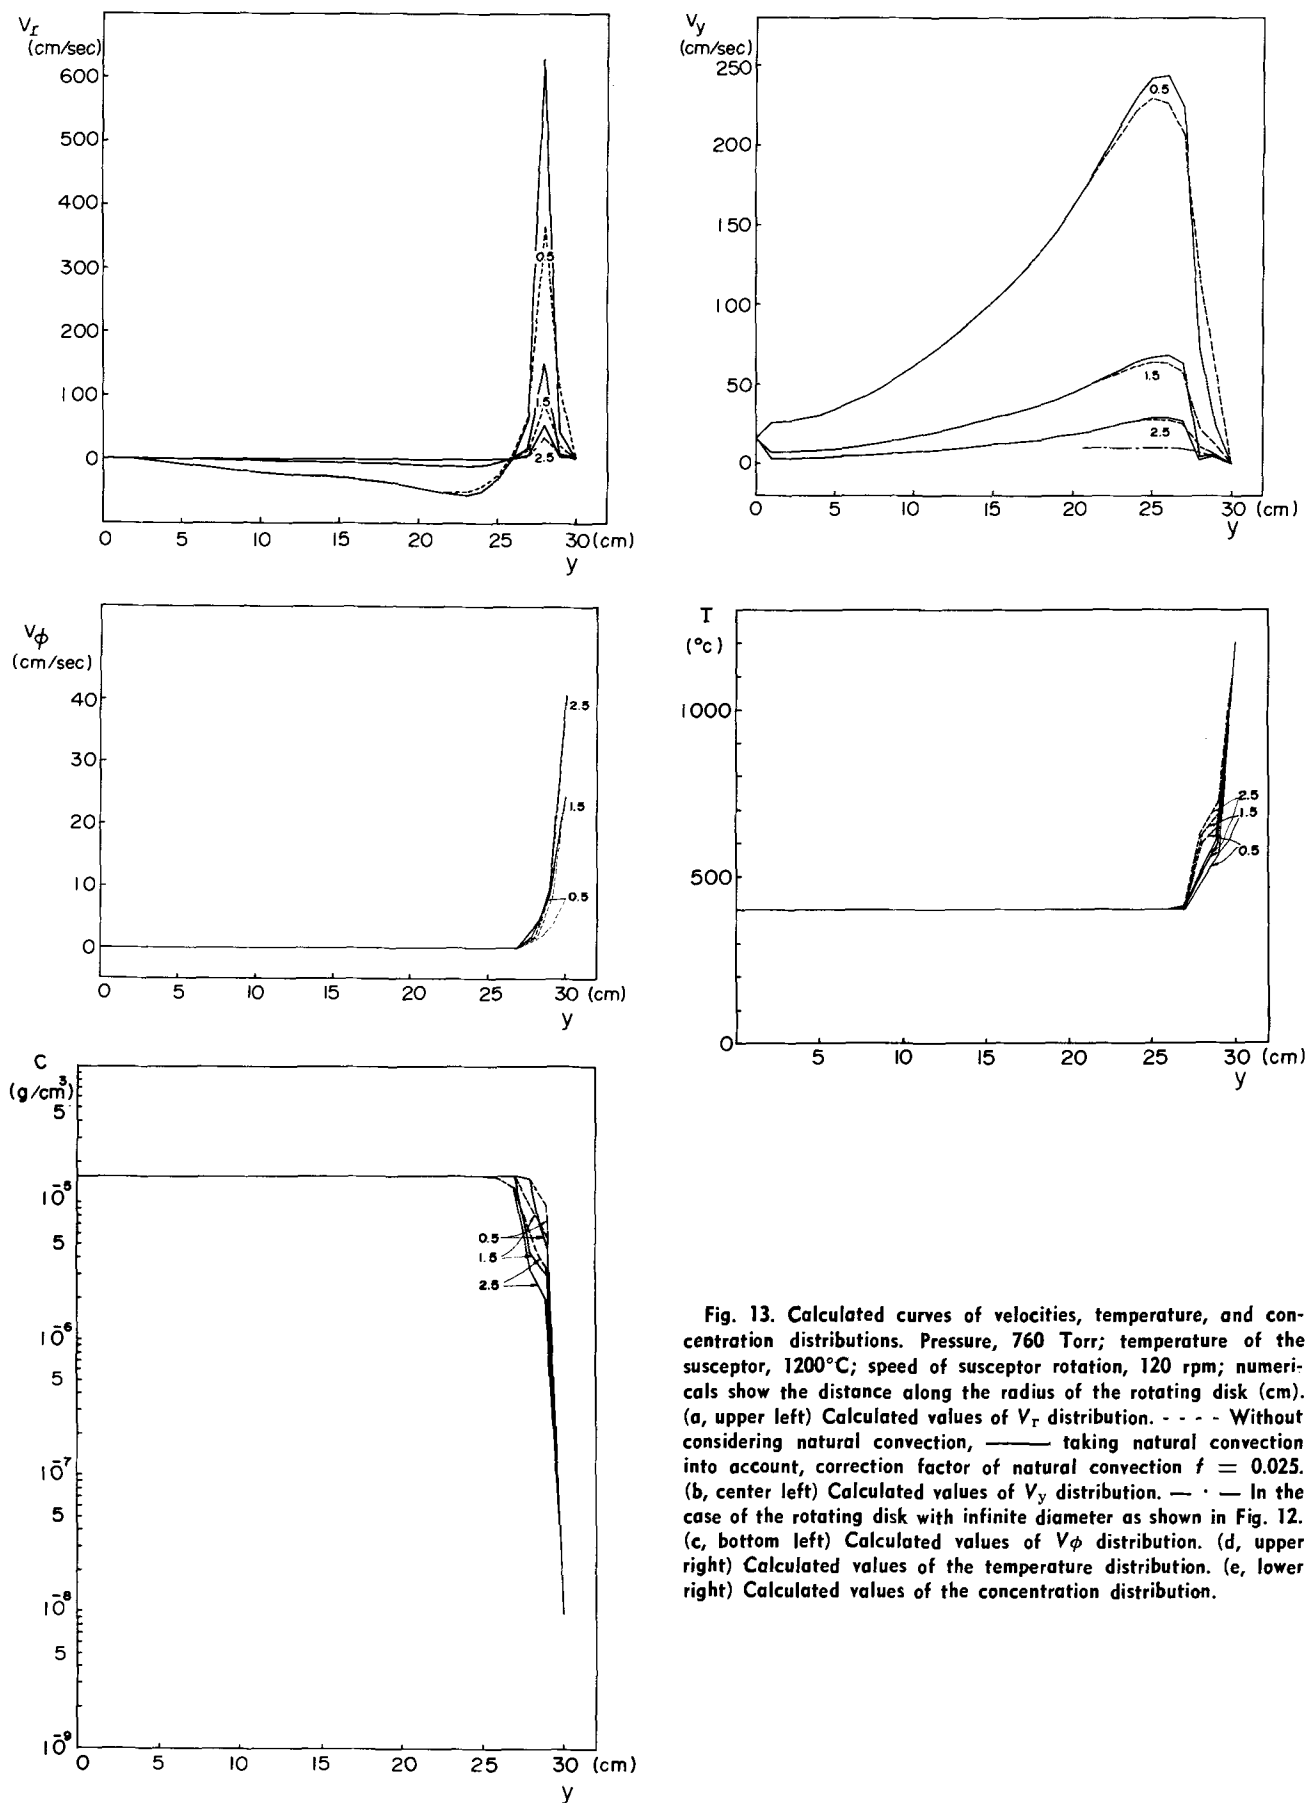 Vr
(cm/sec)
600
500
400
300
200
100
0
0.5
1.5
2.5
0 5 10 15 20 25 30 (cm)
y
Vy
(cm/sec)
250
200
150
100
50
0
0.5
1.5
2.5
0 5 10 15 20 25 30 (cm)
y
Vϕ
(cm/sec)
40
30
20
10
0
2.5
1.5
0.5
0 5 10 15 20 25 30 (cm)
y
T
(°c)
1000
500
0
2.5
1.5
0.5
5 10 15 20 25 30 (cm)
y
C
(g/cm³)
5
10⁻⁵
5
10⁻⁶
5
10⁻⁷
5
10⁻⁸
5
10⁻⁹
0.5
1.5
2.5
0 5 10 15 20 25 30 (cm)
y
Fig. 13. Calculated curves of velocities, temperature, and con-
centration distributions. Pressure, 760 Torr; temperature of the
susceptor, 1200°C; speed of susceptor rotation, 120 rpm; numeri-
cals show the distance along the radius of the rotating disk (cm).
(a, upper left) Calculated values of Vr distribution. - - - - Without
considering natural convection, —— taking natural convection
into account, correction factor of natural convection f = 0.025.
(b, center left) Calculated values of Vy distribution. — · — In the
case of the rotating disk with infinite diameter as shown in Fig. 12.
(c, bottom left) Calculated values of Vϕ distribution. (d, upper
right) Calculated values of the temperature distribution. (e, lower
right) Calculated values of the concentration distribution.